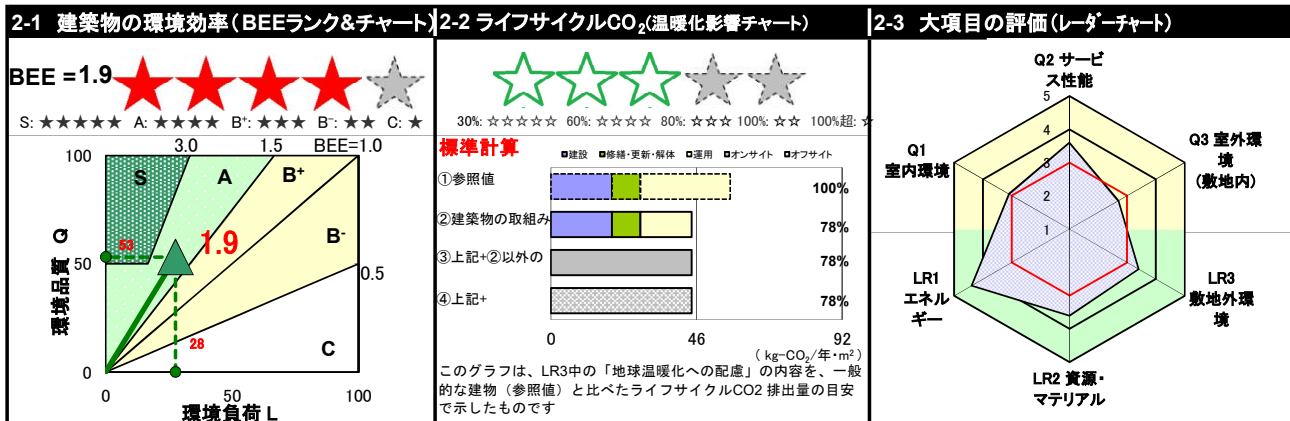 2-1 建築物の環境効率(BEEランク&チャート)
BEE =1.9
S: ★★★★★ A: ★★★★ B⁺: ★★★ B⁻: ★★ C: ★
3.0 1.5 BEE=1.0
100
S A B⁺
B⁻
0.5
C
環境品質 Q
63
1.9
50
28
0
0 50 100
環境負荷 L
2-2 ライフサイクルCO₂(温暖化影響チャート)
30%: ☆☆☆☆☆ 60%: ☆☆☆☆ 80%: ☆☆☆ 100%: ☆☆ 100%超: ☆
標準計算
建設 修繕・更新・解体 運用 オンサイト オフサイト
①参照値 100%
②建築物の取組み 78%
③上記+②以外の 78%
④上記+ 78%
0 46 92
( kg-CO₂/年・m²)
このグラフは、LR3中の「地球温暖化への配慮」の内容を、一般
的な建物（参照値）と比べたライフサイクルCO2 排出量の目安
で示したものです
2-3 大項目の評価(レーダーチャート)
Q2 サービ
ス性能
5
4
3
2
1
Q1
室内環境
Q3 室外環
境
(敷地内)
LR1
エネル
ギー
LR3
敷地外環
境
LR2 資源・
マテリアル